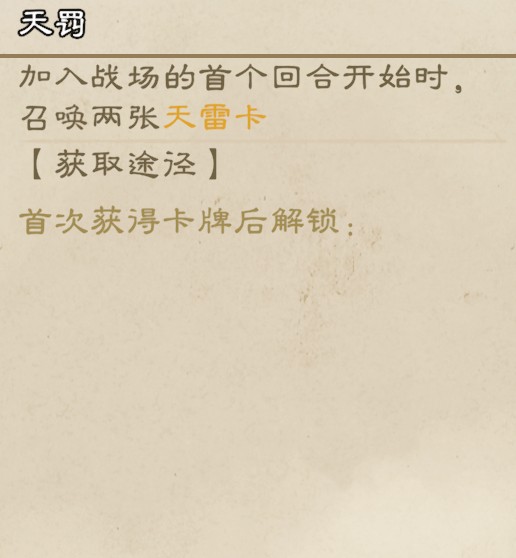 天罚
加入战场的首个回合开始时，
召唤两张天雷卡
【获取途径】
首次获得卡牌后解锁：